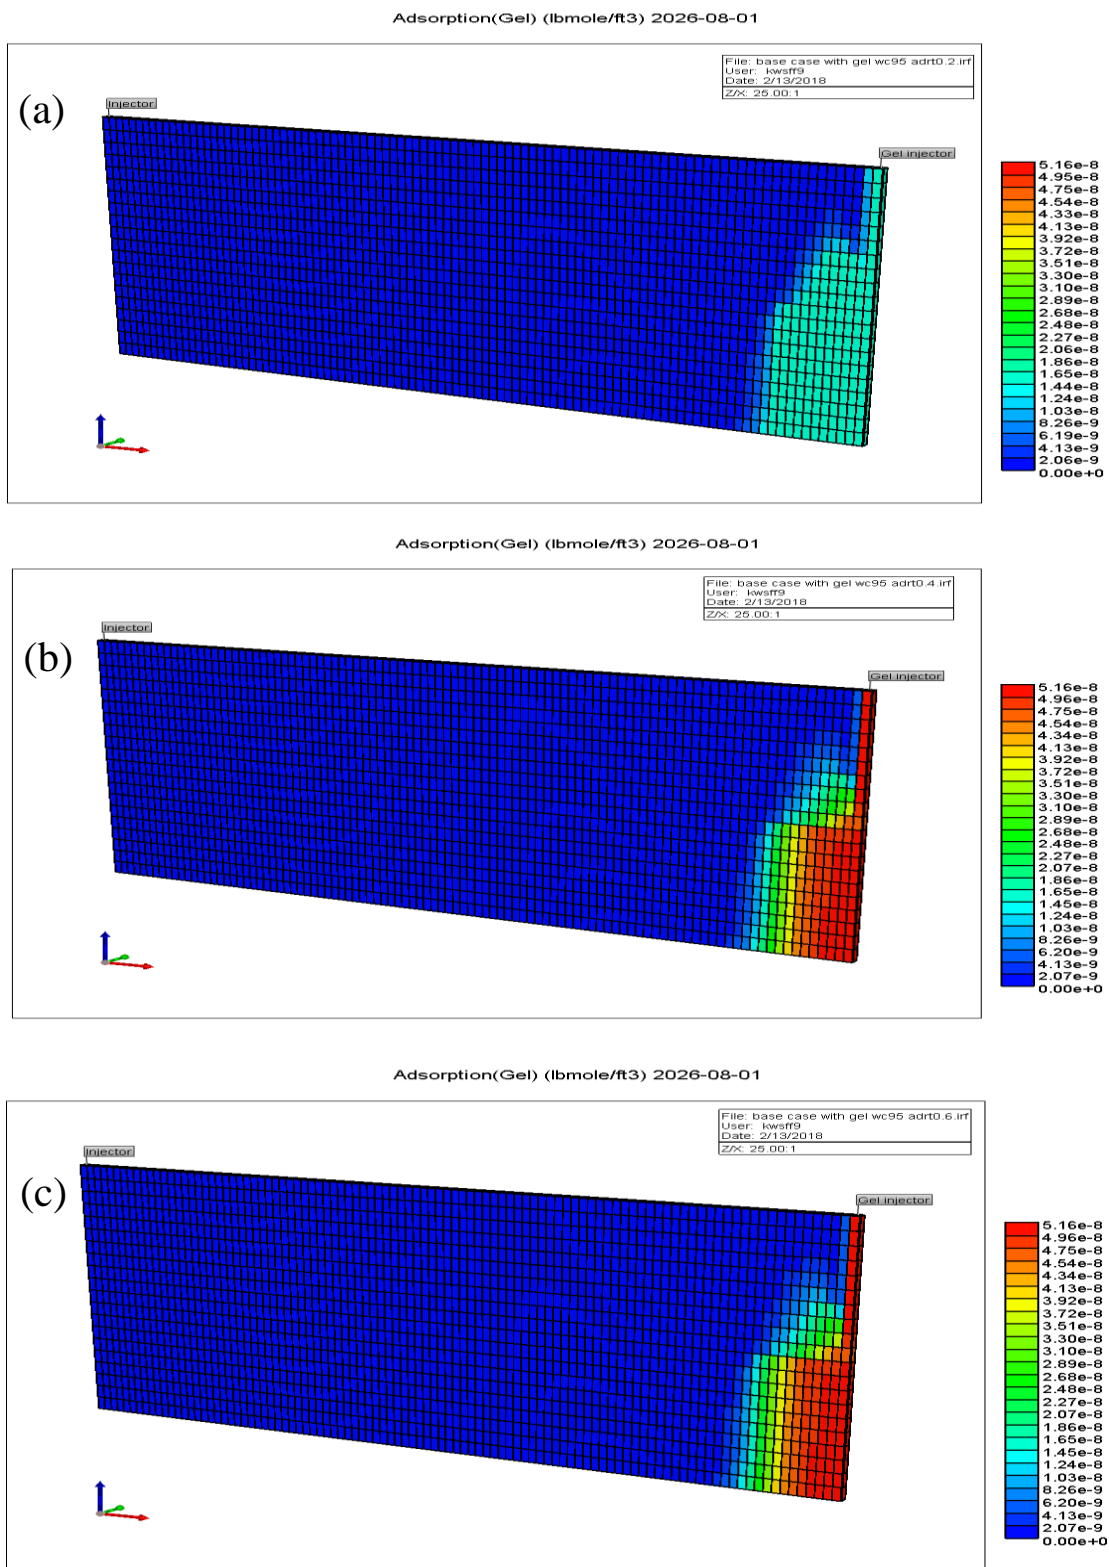 Adsorption(Gel) (lbmole/ft3) 2026-08-01
File: base case with gel wc95 adrt0.2.irf
User: kwsff9
Date: 2/13/2018
Z/X: 25.00:1
(a)
Injector
Gel injector
5.16e-8
4.95e-8
4.75e-8
4.54e-8
4.33e-8
4.13e-8
3.92e-8
3.72e-8
3.51e-8
3.30e-8
3.10e-8
2.89e-8
2.68e-8
2.48e-8
2.27e-8
2.06e-8
1.86e-8
1.65e-8
1.44e-8
1.24e-8
1.03e-8
8.26e-9
6.19e-9
4.13e-9
2.06e-9
0.00e+0
Adsorption(Gel) (lbmole/ft3) 2026-08-01
File: base case with gel wc95 adrt0.4.irf
User: kwsff9
Date: 2/13/2018
Z/X: 25.00:1
(b)
Injector
Gel injector
5.16e-8
4.96e-8
4.75e-8
4.54e-8
4.34e-8
4.13e-8
3.92e-8
3.72e-8
3.51e-8
3.30e-8
3.10e-8
2.89e-8
2.68e-8
2.48e-8
2.27e-8
2.07e-8
1.86e-8
1.65e-8
1.45e-8
1.24e-8
1.03e-8
8.26e-9
6.20e-9
4.13e-9
2.07e-9
0.00e+0
Adsorption(Gel) (lbmole/ft3) 2026-08-01
File: base case with gel wc95 adrt0.6.irf
User: kwsff9
Date: 2/13/2018
Z/X: 25.00:1
(c)
Injector
Gel injector
5.16e-8
4.96e-8
4.75e-8
4.54e-8
4.34e-8
4.13e-8
3.92e-8
3.72e-8
3.51e-8
3.30e-8
3.10e-8
2.89e-8
2.68e-8
2.48e-8
2.27e-8
2.07e-8
1.86e-8
1.65e-8
1.45e-8
1.24e-8
1.03e-8
8.26e-9
6.20e-9
4.13e-9
2.07e-9
0.00e+0